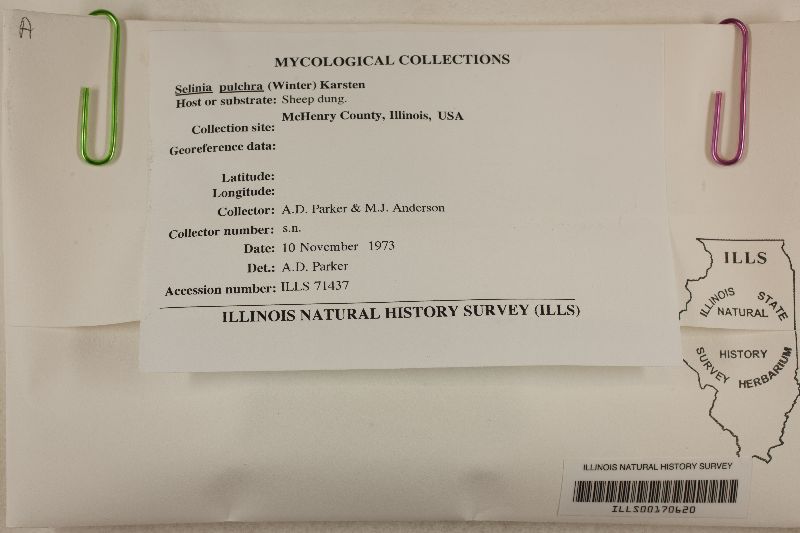 A
MYCOLOGICAL COLLECTIONS
Selinia pulchra (Winter) Karsten
Host or substrate: Sheep dung.
Collection site: McHenry County, Illinois, USA
Georeference data:
Latitude:
Longitude:
Collector: A.D. Parker & M.J. Anderson
Collector number: s.n.
Date: 10 November 1973
Det.: A.D. Parker
Accession number: ILLS 71437
ILLINOIS NATURAL HISTORY SURVEY (ILLS)
ILLS
ILLINOIS STATE
NATURAL
HISTORY
SURVEY HERBARIUM
ILLINOIS NATURAL HISTORY SURVEY
ILLS00170620